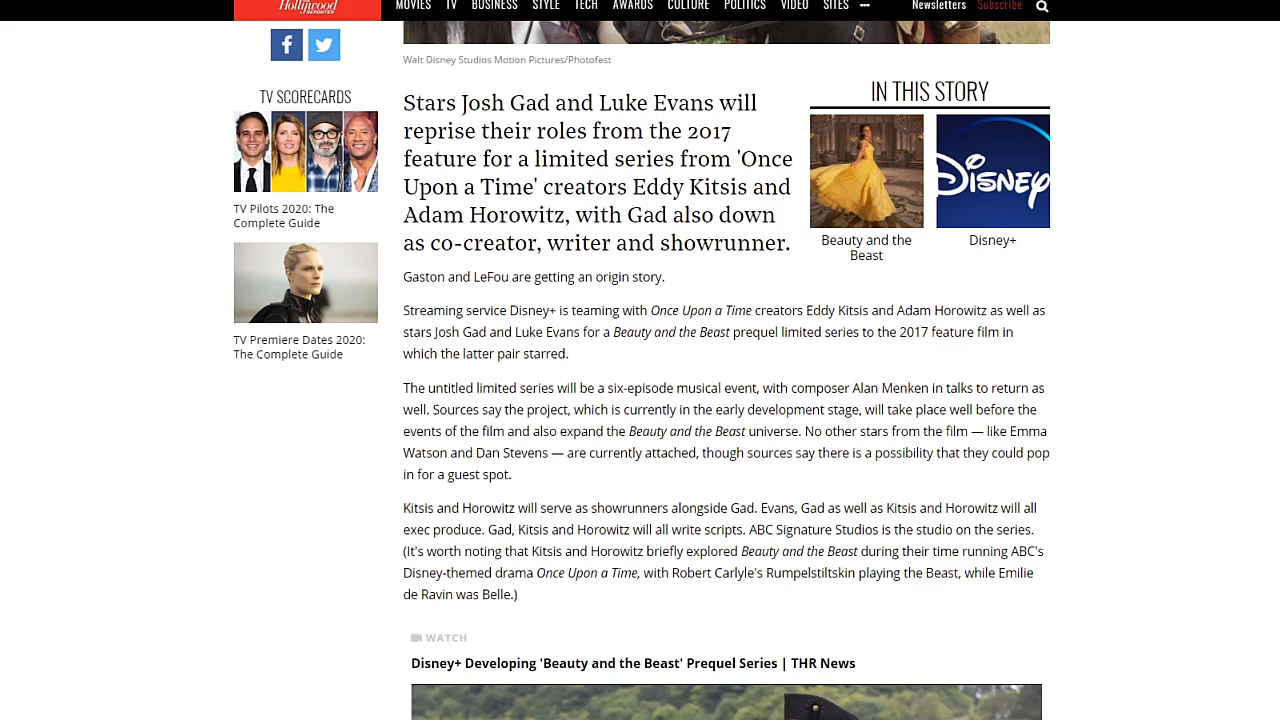 Hollywood
REPORTER
MOVIES TV BUSINESS STYLE TECH AWARDS CULTURE POLITICS VIDEO SITES ••• Newsletters Subscribe
Walt Disney Studios Motion Pictures/Photofest
TV SCORECARDS
TV Pilots 2020: The
Complete Guide
TV Premiere Dates 2020:
The Complete Guide
Stars Josh Gad and Luke Evans will
reprise their roles from the 2017
feature for a limited series from 'Once
Upon a Time' creators Eddy Kitsis and
Adam Horowitz, with Gad also down
as co-creator, writer and showrunner.
IN THIS STORY
Disney
Beauty and the
Beast
Disney+
Gaston and LeFou are getting an origin story.
Streaming service Disney+ is teaming with Once Upon a Time creators Eddy Kitsis and Adam Horowitz as well as
stars Josh Gad and Luke Evans for a Beauty and the Beast prequel limited series to the 2017 feature film in
which the latter pair starred.
The untitled limited series will be a six-episode musical event, with composer Alan Menken in talks to return as
well. Sources say the project, which is currently in the early development stage, will take place well before the
events of the film and also expand the Beauty and the Beast universe. No other stars from the film — like Emma
Watson and Dan Stevens — are currently attached, though sources say there is a possibility that they could pop
in for a guest spot.
Kitsis and Horowitz will serve as showrunners alongside Gad. Evans, Gad as well as Kitsis and Horowitz will all
exec produce. Gad, Kitsis and Horowitz will all write scripts. ABC Signature Studios is the studio on the series.
(It's worth noting that Kitsis and Horowitz briefly explored Beauty and the Beast during their time running ABC's
Disney-themed drama Once Upon a Time, with Robert Carlyle's Rumpelstiltskin playing the Beast, while Emilie
de Ravin was Belle.)
WATCH
Disney+ Developing 'Beauty and the Beast' Prequel Series | THR News